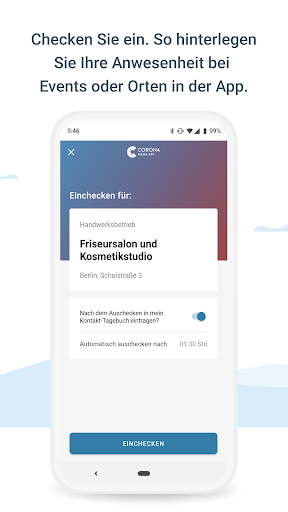 Checken Sie ein. So hinterlegen
Sie Ihre Anwesenheit bei
Events oder Orten in der App.
9:46
99%
CORONA
WARN-APP
Einchecken für:
Handwerksbetrieb
Friseursalon und
Kosmetikstudio
Berlin, Schulstraße 3
Nach dem Auschecken in mein
Kontakt-Tagebuch eintragen?
Automatisch auschecken nach 01:30 Std
EINCHECKEN